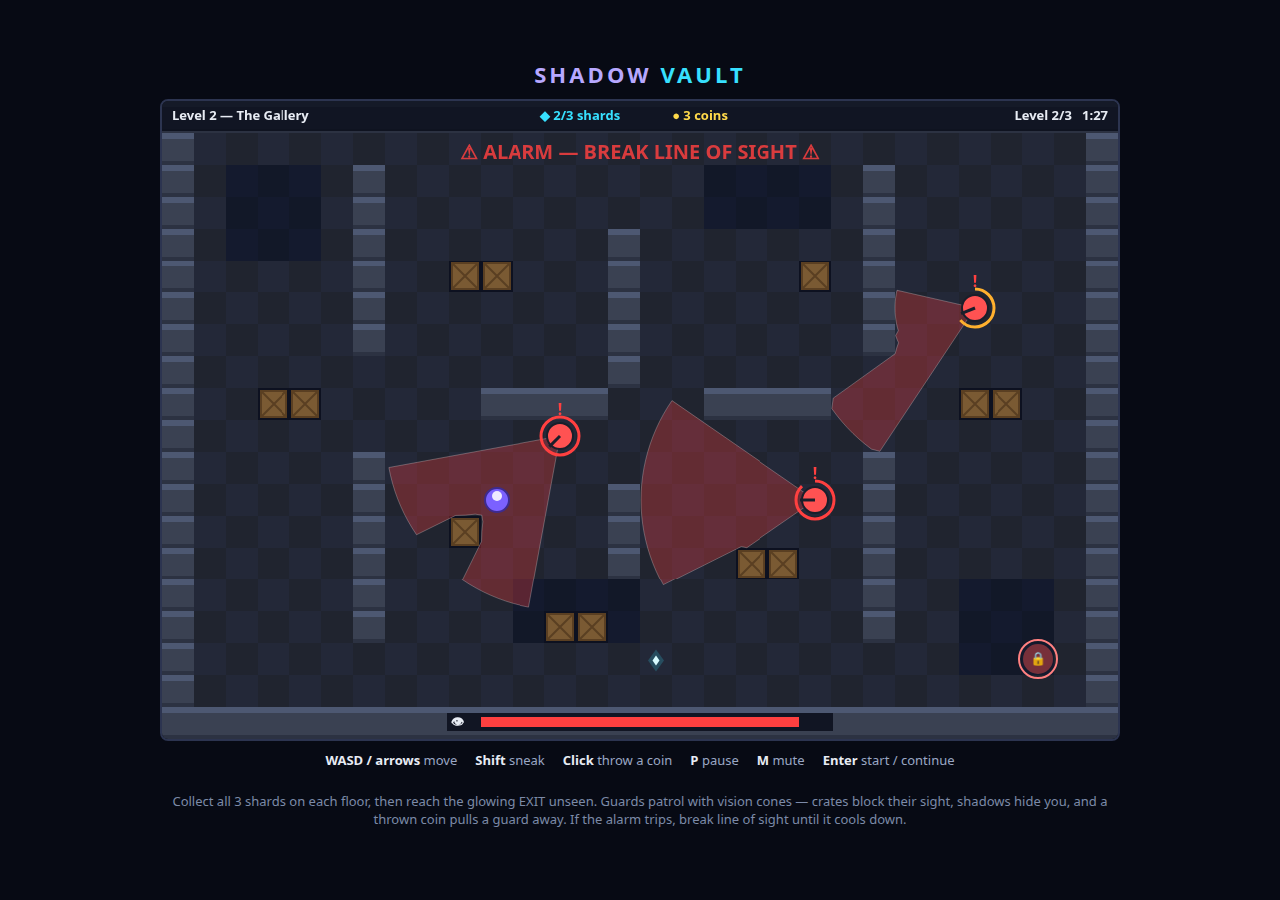 SHADOW VAULT
Level 2 — The Gallery ◆ 2/3 shards ● 3 coins Level 2/3 1:27
⚠ ALARM — BREAK LINE OF SIGHT ⚠
!
!
!
WASD / arrows move Shift sneak Click throw a coin P pause M mute Enter start / continue
Collect all 3 shards on each floor, then reach the glowing EXIT unseen. Guards patrol with vision cones — crates block their sight, shadows hide you, and a
thrown coin pulls a guard away. If the alarm trips, break line of sight until it cools down.